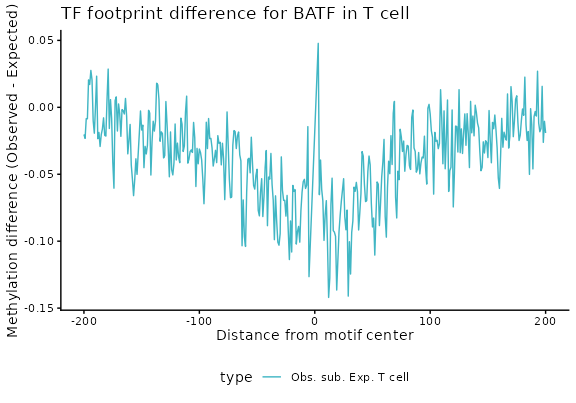 TF footprint difference for BATF in T cell
Methylation difference (Observed - Expected)
0.05
0.00
-0.05
-0.10
-0.15
-200
-100
0
100
200
Distance from motif center
type
Obs. sub. Exp. T cell